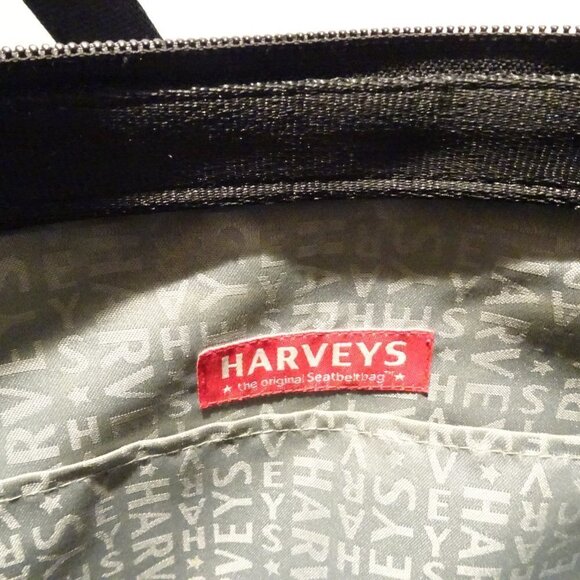 HARVEYS
★ the original Seatbeltbag™ ★